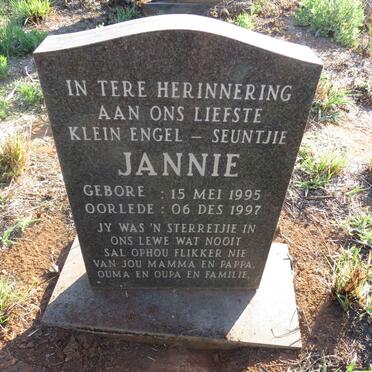 IN TERE HERINNERING
AAN ONS LIEFSTE
KLEIN ENGEL – SEUNTJIE
JANNIE
GEBORE : 15 MEI 1995
OORLEDE : 06 DES 1997
JY WAS 'N STERRETJIE IN
ONS LEWE WAT NOOIT
SAL OPHOU FLIKKER NIE
VAN JOU MAMMA EN PAPPA,
OUMA EN OUPA EN FAMILIE,